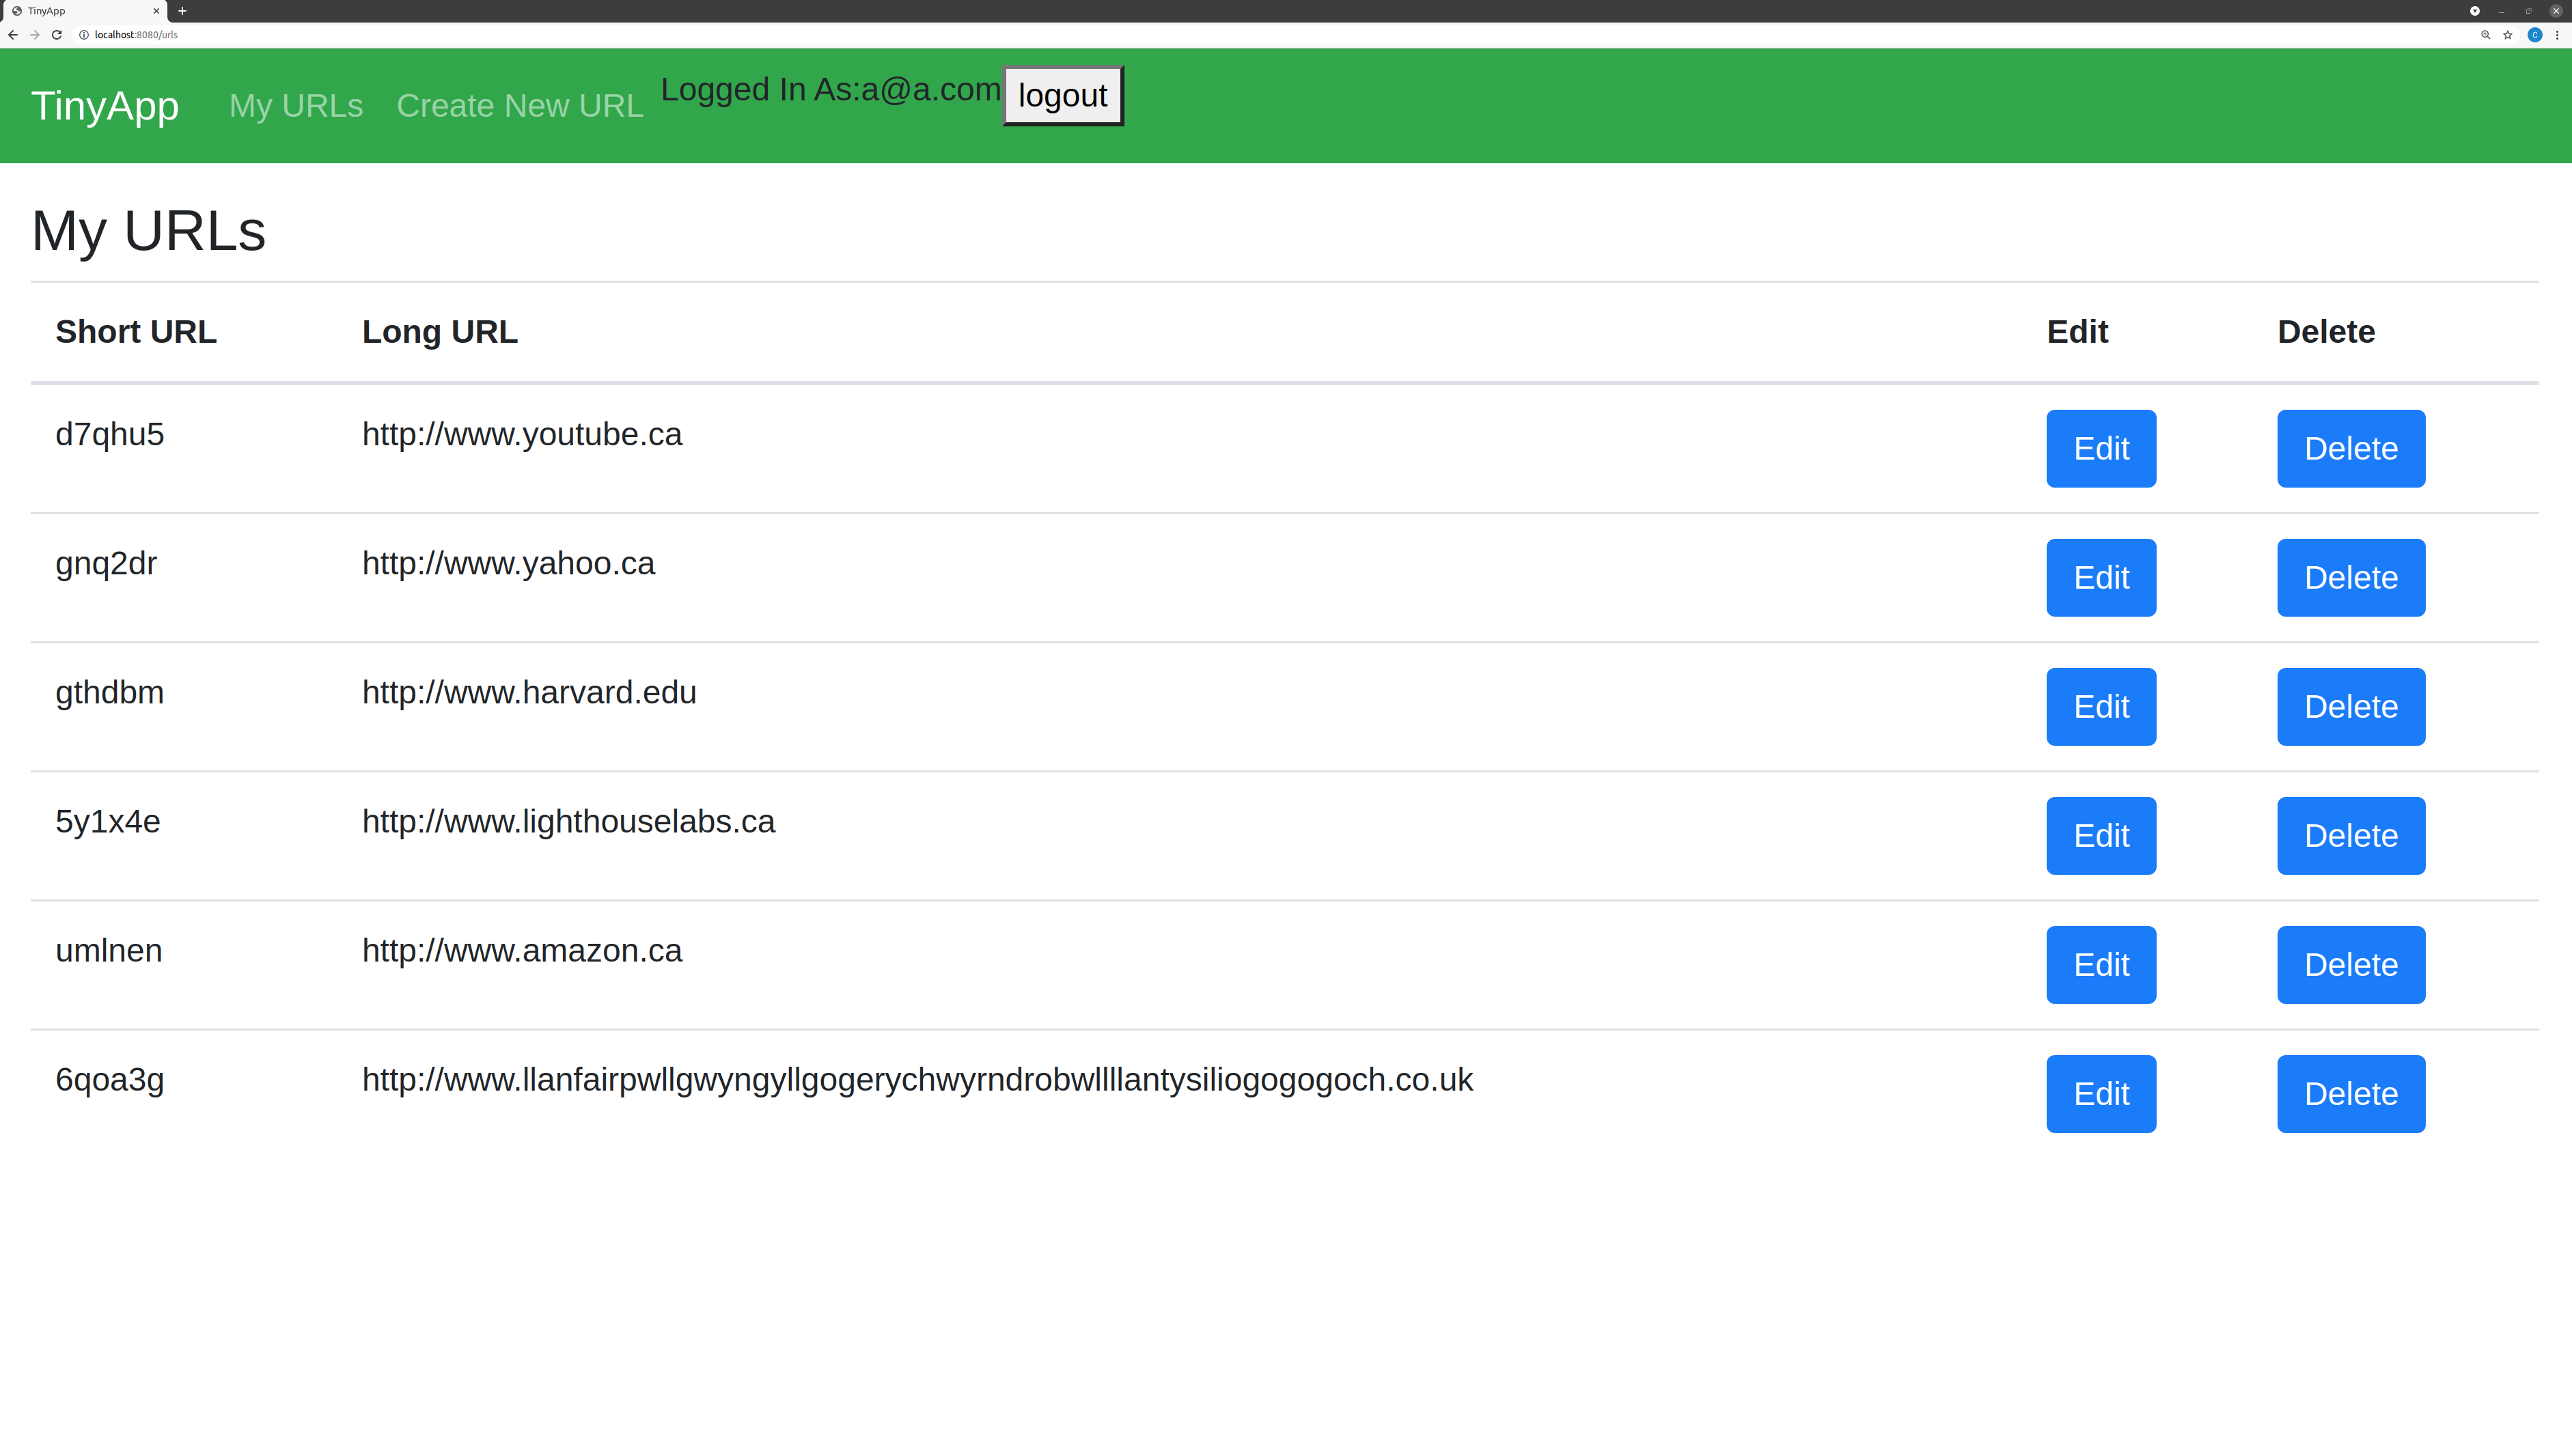 TinyApp
localhost:8080/urls
C
TinyApp My URLs Create New URL Logged In As:a@a.com logout
My URLs
Short URL Long URL Edit Delete
d7qhu5 http://www.youtube.ca Edit Delete
gnq2dr http://www.yahoo.ca Edit Delete
gthdbm http://www.harvard.edu Edit Delete
5y1x4e http://www.lighthouselabs.ca Edit Delete
umlnen http://www.amazon.ca Edit Delete
6qoa3g http://www.llanfairpwllgwyngyllgogerychwyrndrobwllllantysiliogogogoch.co.uk Edit Delete